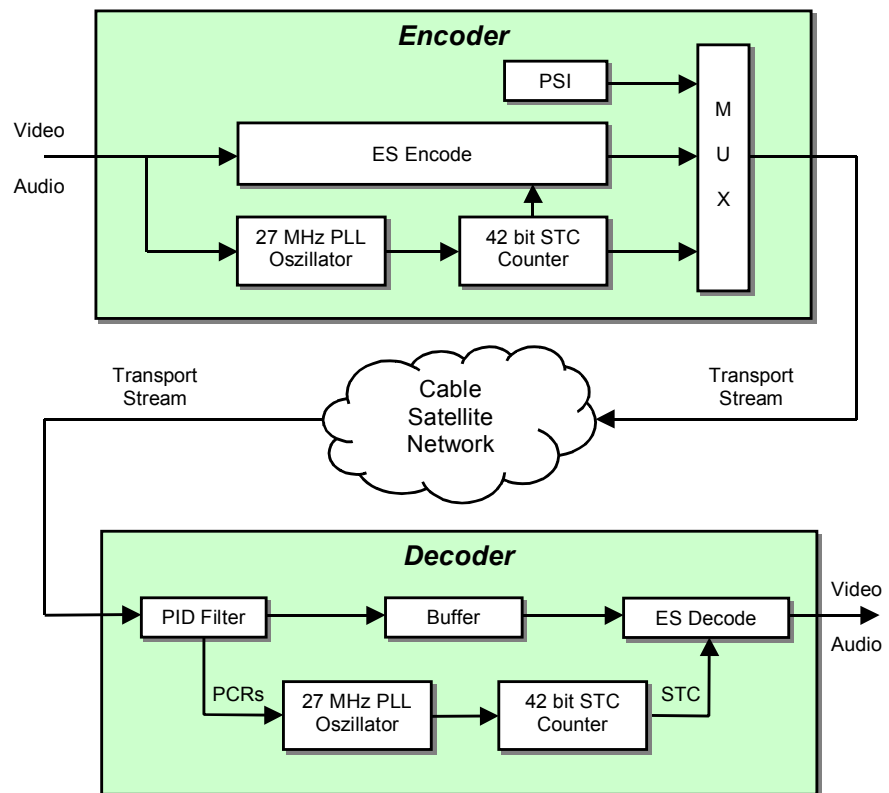 Encoder
PSI
Video
Audio
ES Encode
M
U
X
27 MHz PLL
Oszillator
42 bit STC
Counter
Transport
Stream
Cable
Satellite
Network
Transport
Stream
Decoder
PID Filter
Buffer
ES Decode
Video
Audio
PCRs
27 MHz PLL
Oszillator
42 bit STC
Counter
STC